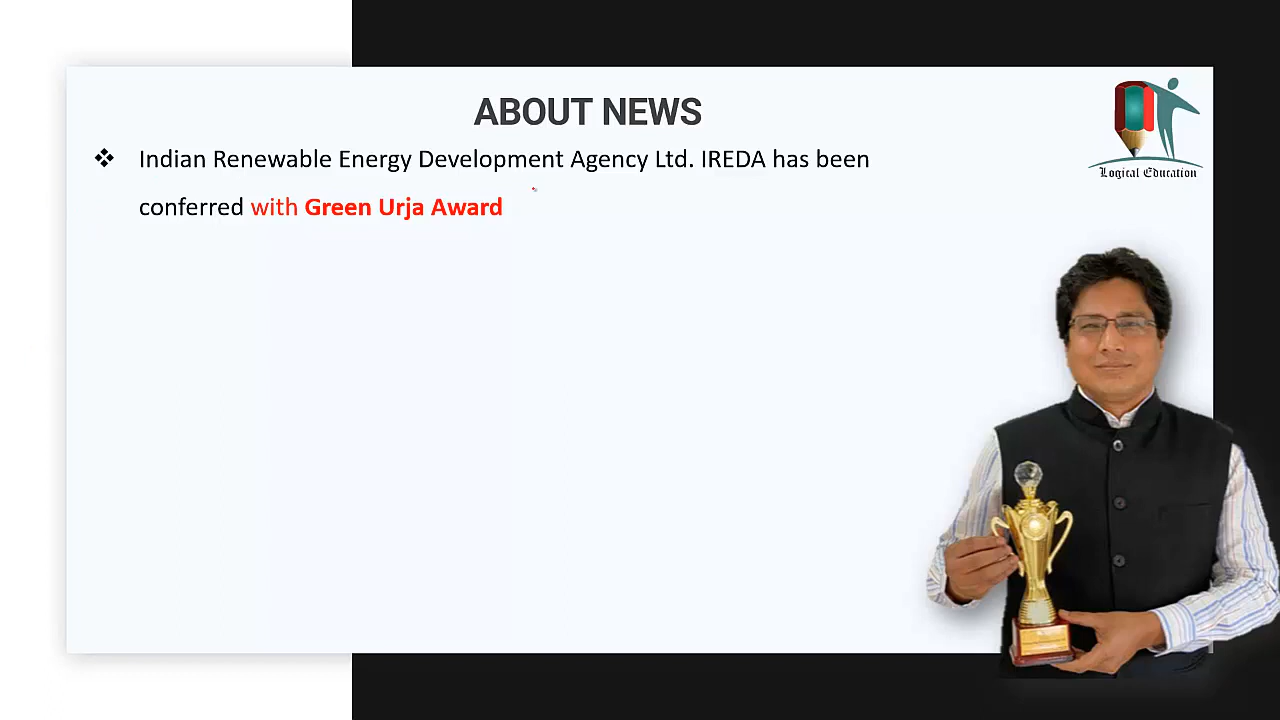 ABOUT NEWS
Indian Renewable Energy Development Agency Ltd. IREDA has been
conferred with Green Urja Award
Logical Education